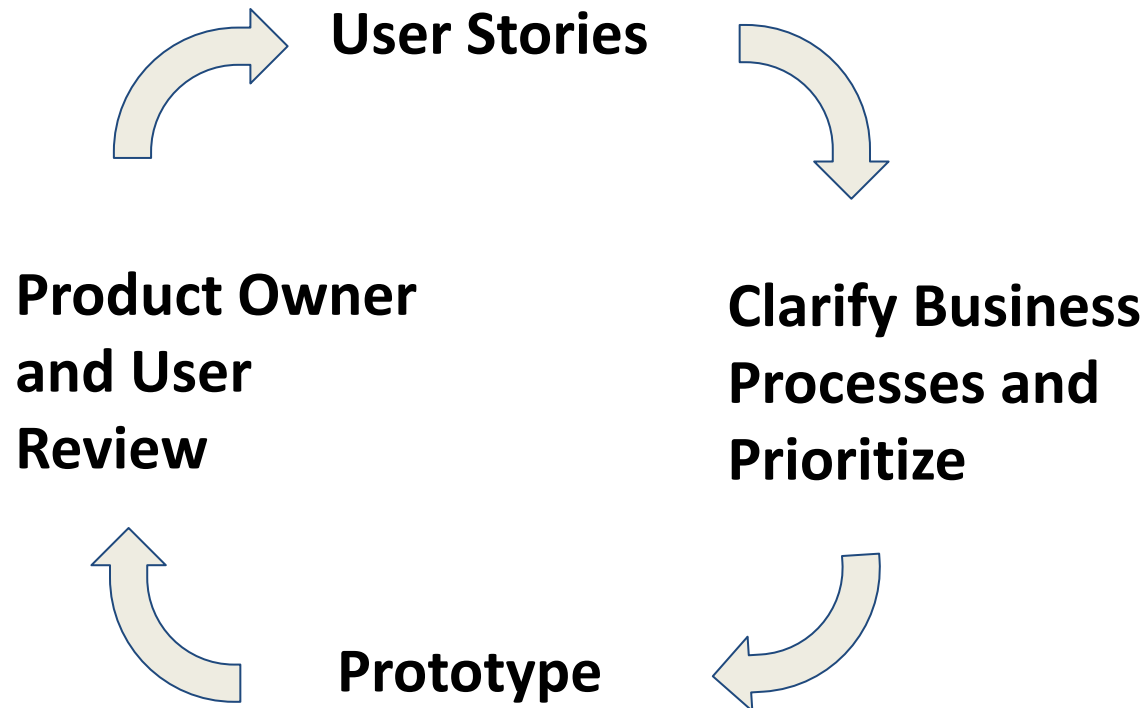 User Stories
Clarify Business
Processes and
Prioritize
Prototype
Product Owner
and User
Review